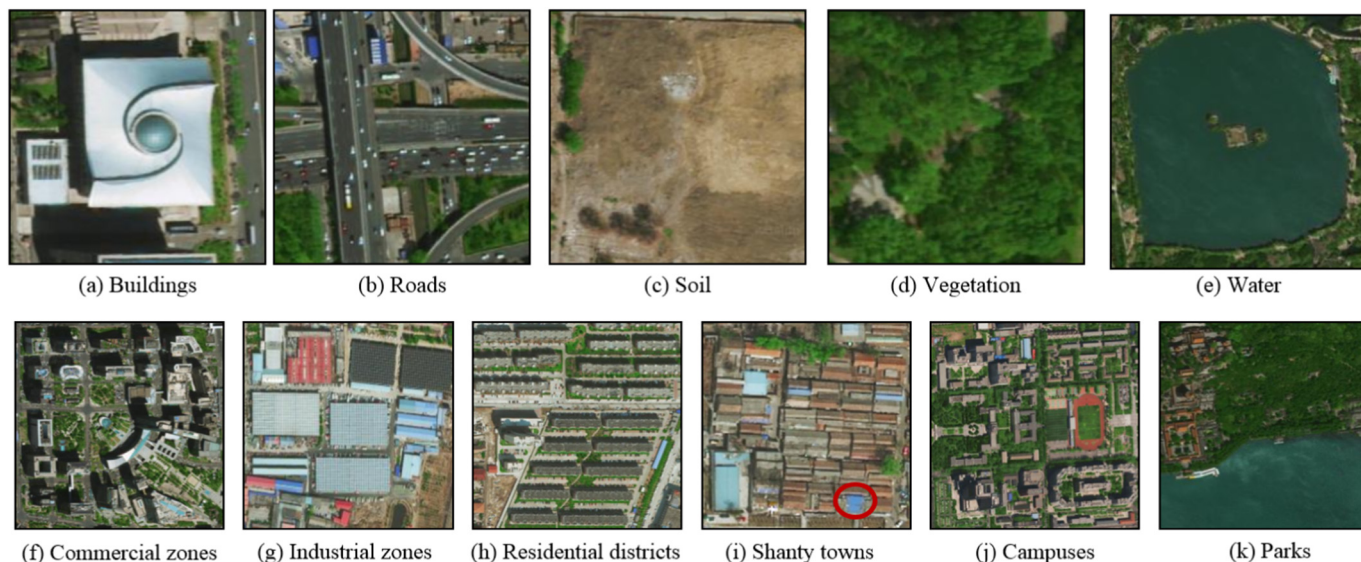 (a) Buildings
(b) Roads
(c) Soil
(d) Vegetation
(e) Water
(f) Commercial zones
(g) Industrial zones
(h) Residential districts
(i) Shanty towns
(j) Campuses
(k) Parks